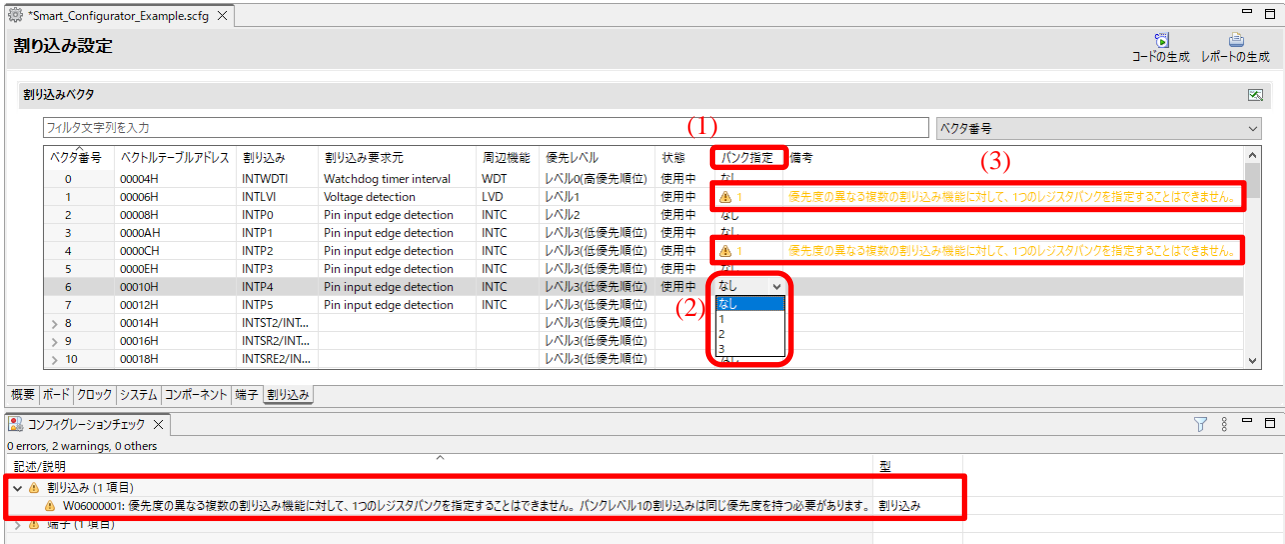 *Smart_Configurator_Example.scfg
割り込み設定
コードの生成 レポートの生成
割り込みベクタ
フィルタ文字列を入力 (1) ベクタ番号
ベクタ番号 ベクトルテーブルアドレス 割り込み 割り込み要求元 周辺機能 優先レベル 状態 バンク指定 備考 (3)
0 00004H INTWDTI Watchdog timer interval WDT レベル0(高優先順位) 使用中 なし
1 00006H INTLVI Voltage detection LVD レベル1 使用中 1 優先度の異なる複数の割り込み機能に対して、1つのレジスタバンクを指定することはできません。
2 00008H INTP0 Pin input edge detection INTC レベル2 使用中 なし
3 0000AH INTP1 Pin input edge detection INTC レベル3(低優先順位) 使用中 なし
4 0000CH INTP2 Pin input edge detection INTC レベル3(低優先順位) 使用中 1 優先度の異なる複数の割り込み機能に対して、1つのレジスタバンクを指定することはできません。
5 0000EH INTP3 Pin input edge detection INTC レベル3(低優先順位) 使用中 なし
6 00010H INTP4 Pin input edge detection INTC レベル3(低優先順位) 使用中 なし
7 00012H INTP5 Pin input edge detection INTC レベル3(低優先順位) (2) なし
8 00014H INTST2/INT... レベル3(低優先順位) 1
9 00016H INTSR2/INT... レベル3(低優先順位) 2
10 00018H INTSRE2/IN... レベル3(低優先順位) 3
なし
概要 ボード クロック システム コンポーネント 端子 割り込み
コンフィグレーションチェック
0 errors, 2 warnings, 0 others
記述/説明 型
割り込み (1 項目)
W06000001: 優先度の異なる複数の割り込み機能に対して、1つのレジスタバンクを指定することはできません。バンクレベル1の割り込みは同じ優先度を持つ必要があります。 割り込み
端子 (1 項目)